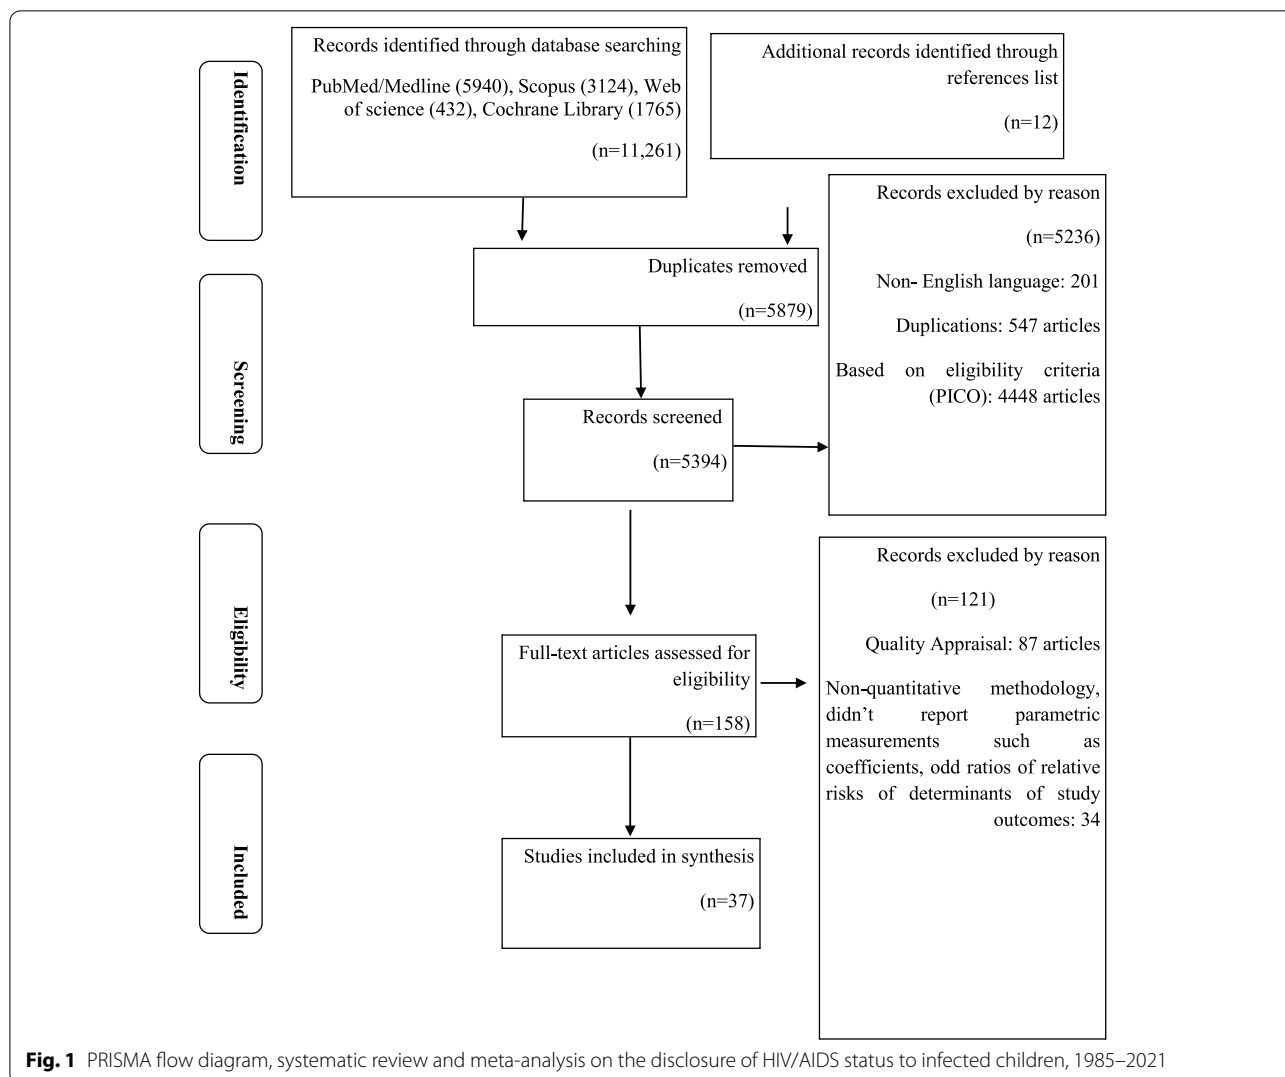 Identification
Records identified through database searching
PubMed/Medline (5940), Scopus (3124), Web
of science (432), Cochrane Library (1765)
(n=11,261)
Additional records identified through
references list
(n=12)
Duplicates removed
(n=5879)
Screening
Records screened
(n=5394)
Records excluded by reason
(n=5236)
Non- English language: 201
Duplications: 547 articles
Based on eligibility criteria
(PICO): 4448 articles
Eligibility
Full-text articles assessed for
eligibility
(n=158)
Records excluded by reason
(n=121)
Quality Appraisal: 87 articles
Non-quantitative methodology,
didn't report parametric
measurements such as
coefficients, odd ratios of relative
risks of determinants of study
outcomes: 34
Included
Studies included in synthesis
(n=37)
Fig. 1 PRISMA flow diagram, systematic review and meta-analysis on the disclosure of HIV/AIDS status to infected children, 1985–2021